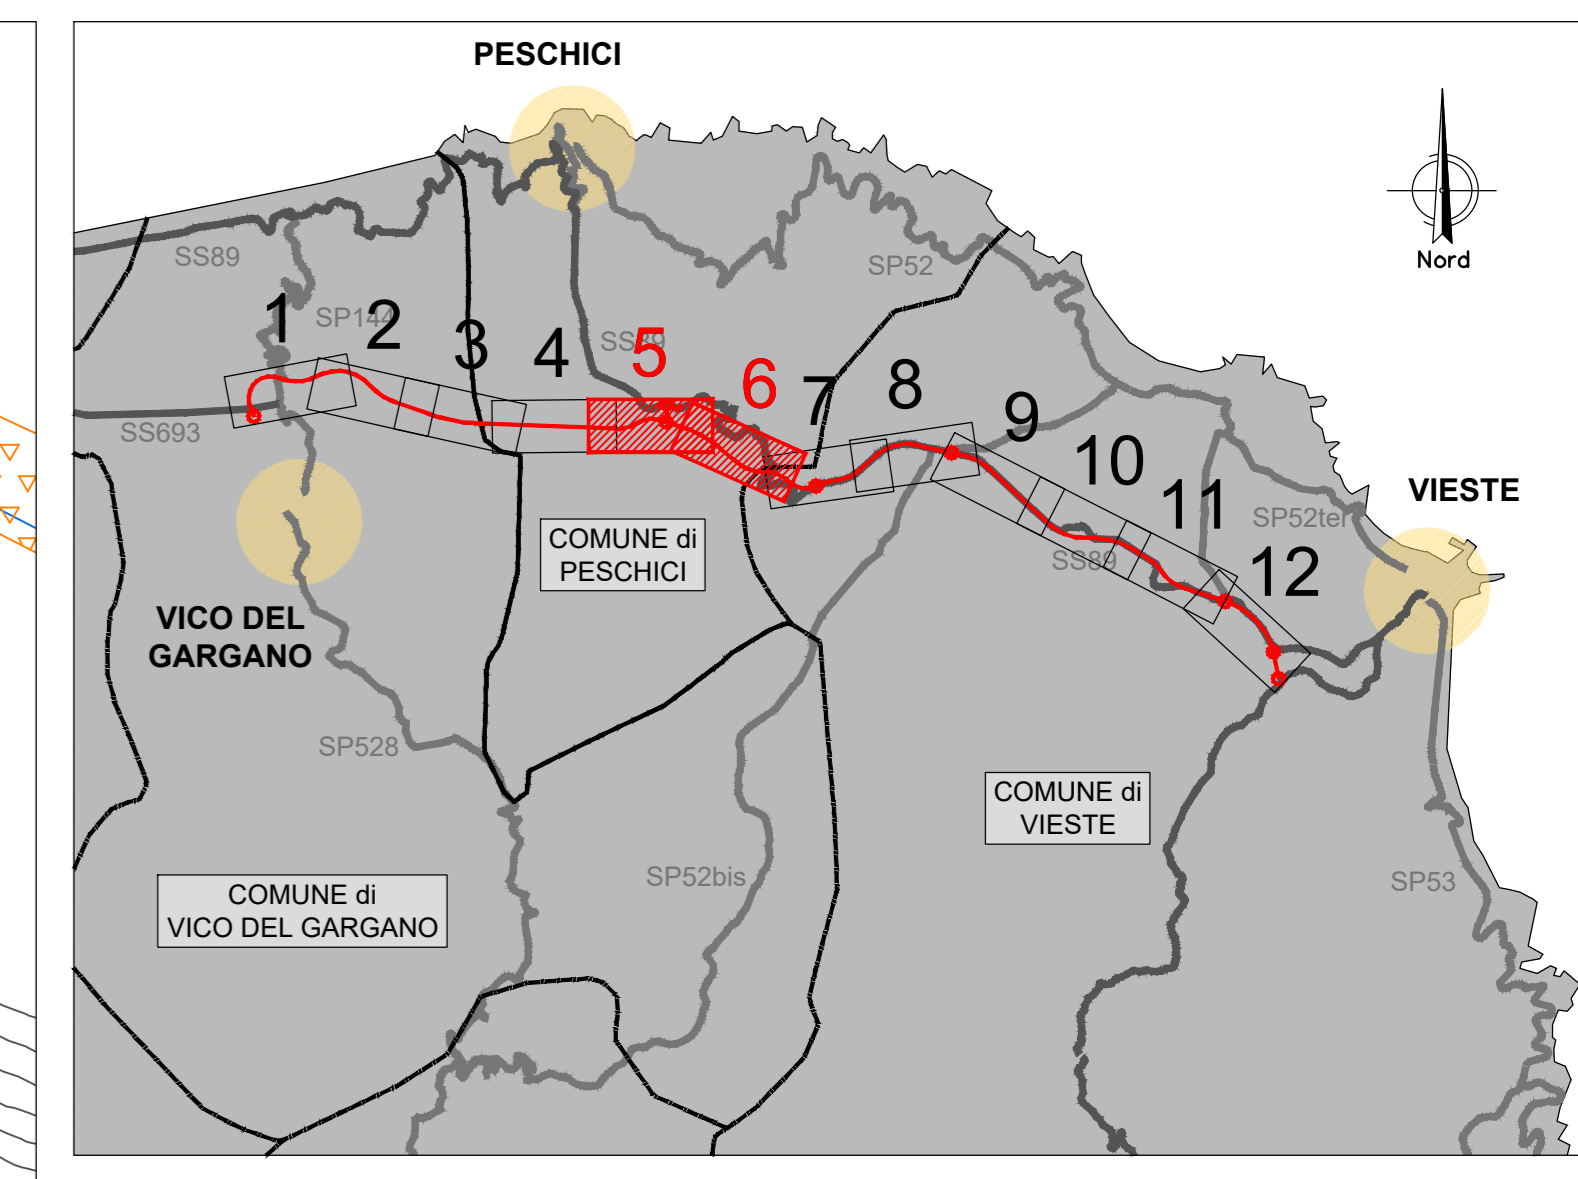 PESCHICI
Nord
SS89
SP52
1
SP144
2
3
4
SS89
5
6
7
8
9
10
11
12
SS693
VICO DEL
GARGANO
COMUNE di
PESCHICI
SS89
SP52ter
VIESTE
SP528
COMUNE di
VIESTE
SP52bis
SP53
COMUNE di
VICO DEL GARGANO